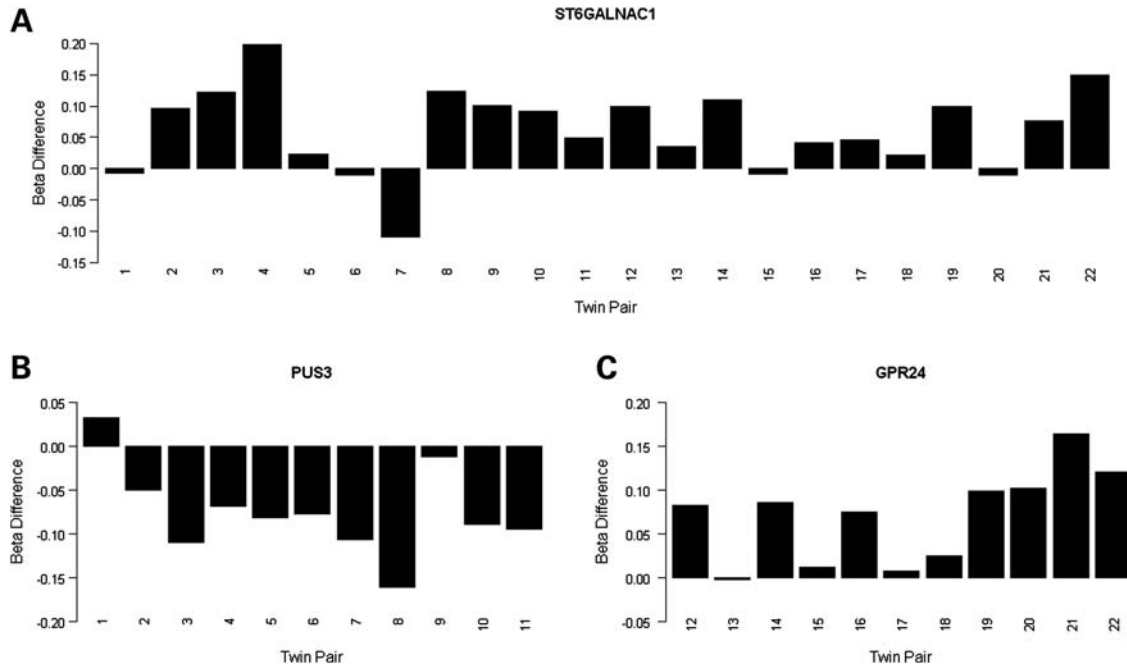 A
ST6GALNAC1
Beta Difference
0.20
0.15
0.10
0.05
0.00
-0.05
-0.10
-0.15
1 2 3 4 5 6 7 8 9 10 11 12 13 14 15 16 17 18 19 20 21 22
Twin Pair
B
PUS3
Beta Difference
0.05
0.00
-0.05
-0.10
-0.15
-0.20
1 2 3 4 5 6 7 8 9 10 11
Twin Pair
C
GPR24
Beta Difference
0.20
0.15
0.10
0.05
0.00
-0.05
12 13 14 15 16 17 18 19 20 21 22
Twin Pair